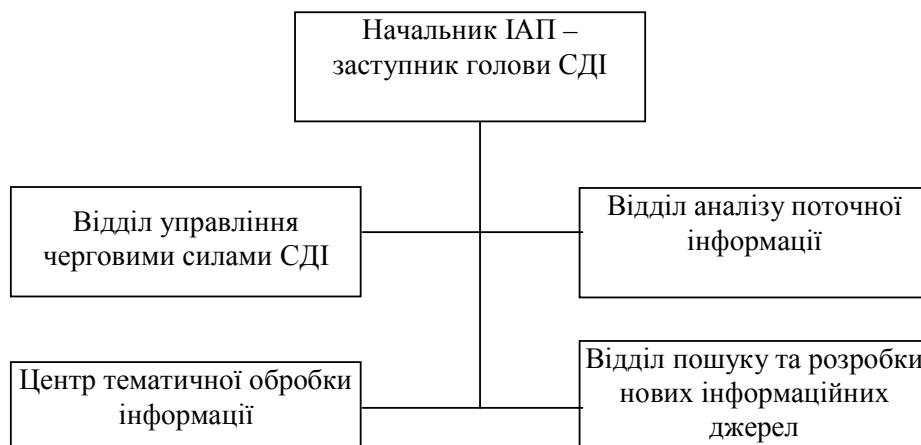 Начальник ІАП –
заступник голови СДІ
Відділ управління
черговими силами СДІ
Відділ аналізу поточної
інформації
Центр тематичної обробки
інформації
Відділ пошуку та розробки
нових інформаційних
джерел